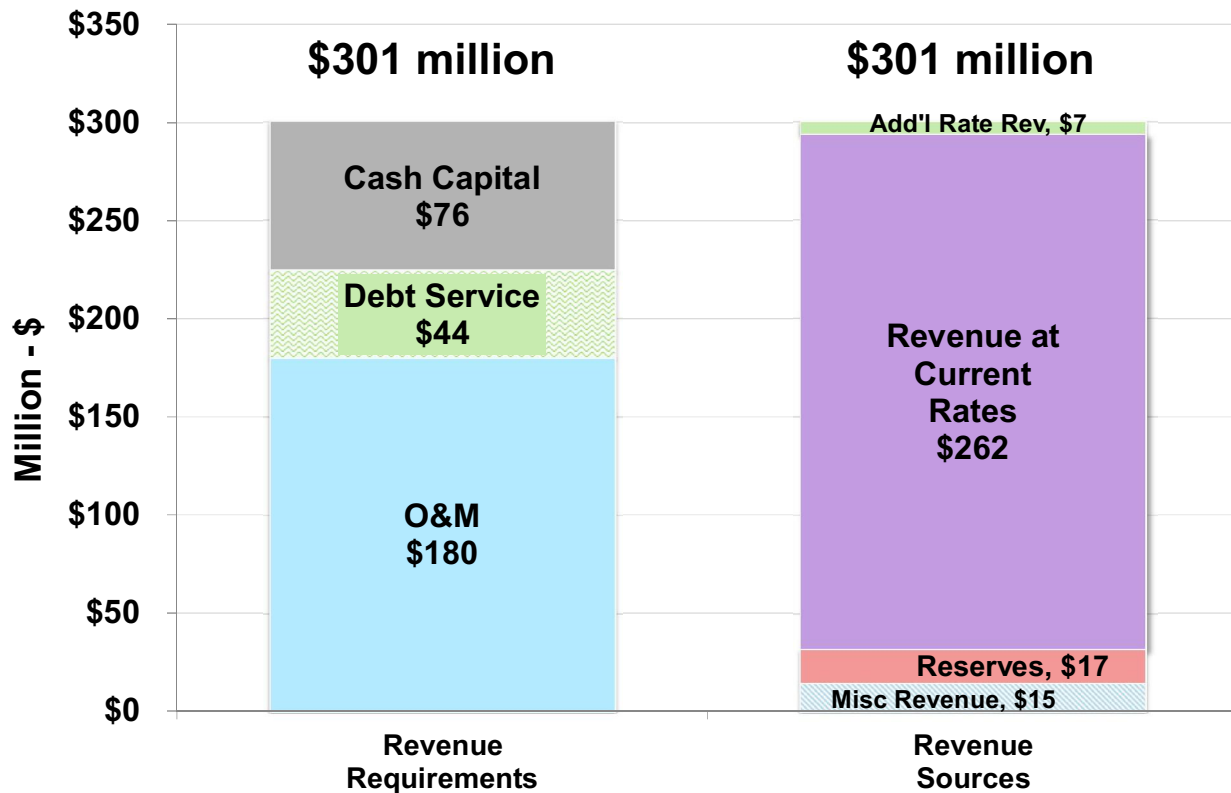 $350
$300
$250
$200
$150
$100
$50
$0
Million - $
$301 million
$301 million
Cash Capital
$76
Debt Service
$44
O&M
$180
Add'l Rate Rev, $7
Revenue at
Current
Rates
$262
Reserves, $17
Misc Revenue, $15
Revenue
Requirements
Revenue
Sources